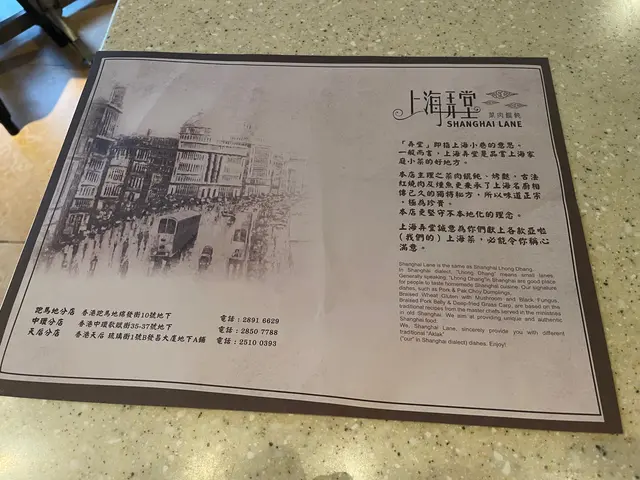 上海弄堂
菜肉餛飩
SHANGHAI LANE
「弄堂」即指上海小巷的意思。
一般而言，上海弄堂是品嘗上海家
庭小菜的好地方。
本店主理之菜肉餛飩、烤麩、古法
紅燒肉及燻魚更秉承了上海名廚相
傳己久的獨特秘方，所以味道正宗
，極為珍貴。
本店更堅守不本地化的理念。
上海弄堂誠意為你們獻上各款亞啦
(我們的)上海菜，必能令你稱心
滿意。
Shanghai Lane is the same as Shanghai Lhong Dhang.
In Shanghai dialect, "Lhong Dhang" means small lanes.
Generally speaking, "Lhong Dhang"in Shanghai are good place
for people to taste homemade Shanghai cuisine. Our signature
dishes, such as Pork & Pak Choy Dumplings,
Braised Wheat Gluten with Mushroom and Black Fungus,
Braised Pork Belly & Deep-fried Grass Carp, are based on the
traditional recipes from the master chefs served in the ministries
in old Shanghai. We aim at providing unique and authentic
Shanghai food.
We, Shanghai Lane, sincerely provide you with different
traditional "Aklak"
("our" in Shanghai dialect) dishes. Enjoy!
跑馬地分店 香港跑馬地綿發街10號地下 電話：2891 6629
中環分店 香港中環歌賦街35-37號地下 電話：2850 7788
天后分店 香港天后 琉璃街1號B發昌大廈地下A舖 電話：2510 0393